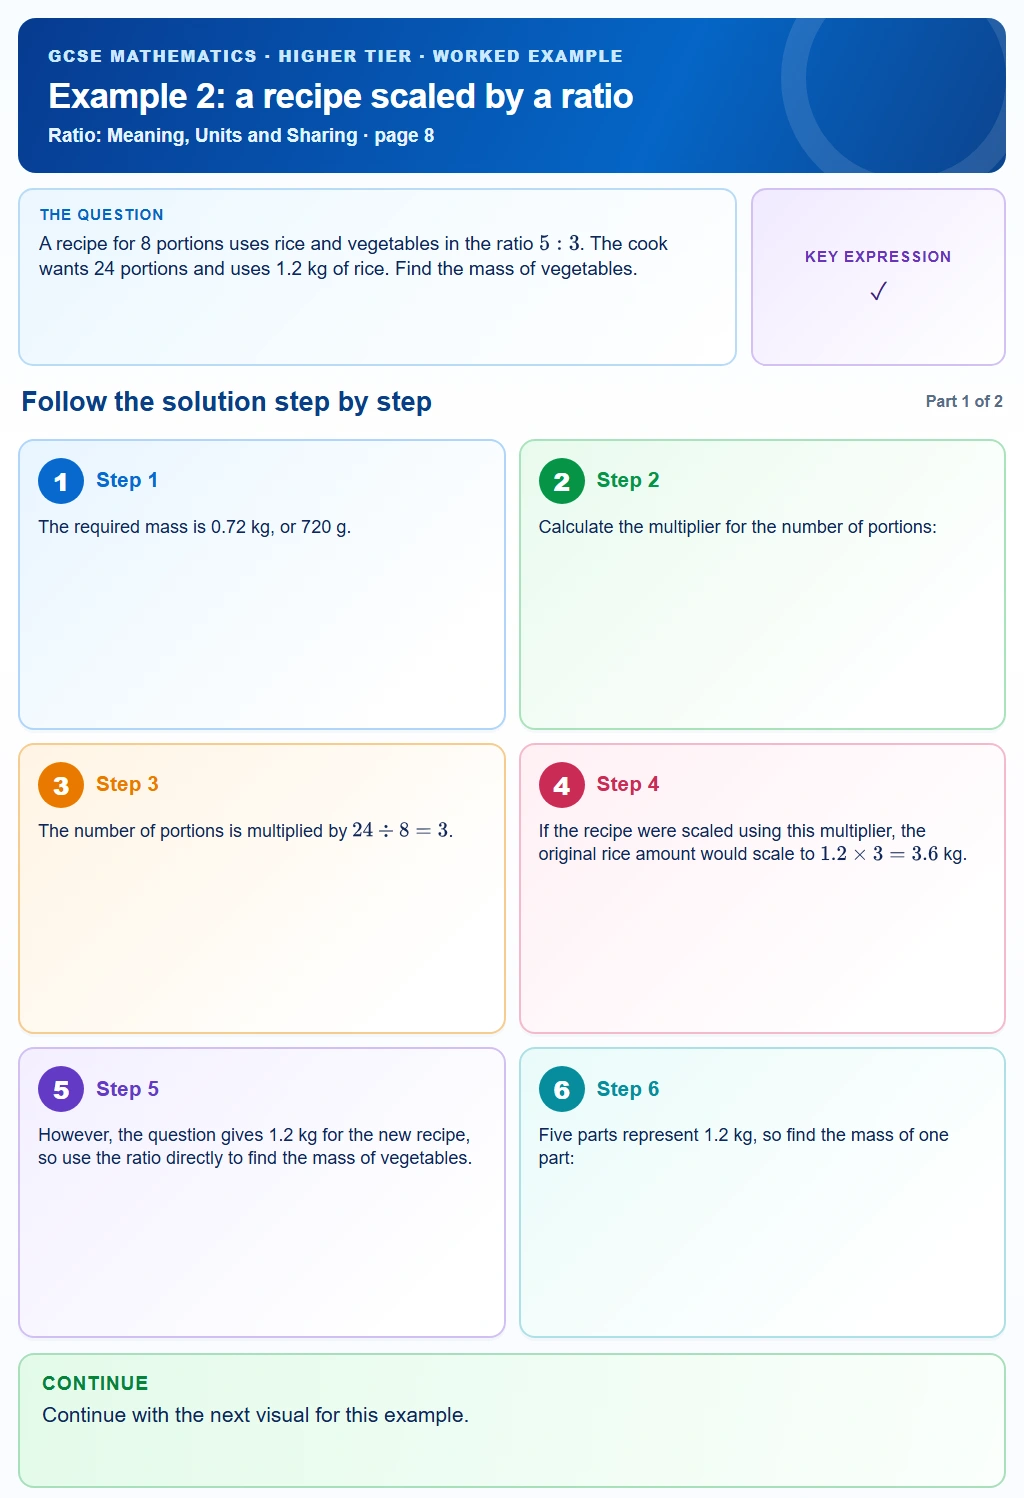 GCSE MATHEMATICS · HIGHER TIER · WORKED EXAMPLE
Example 2: a recipe scaled by a ratio
Ratio: Meaning, Units and Sharing · page 8
THE QUESTION
A recipe for 8 portions uses rice and vegetables in the ratio 5 : 3. The cook
wants 24 portions and uses 1.2 kg of rice. Find the mass of vegetables.
KEY EXPRESSION
✓
Follow the solution step by step
Part 1 of 2
1 Step 1
The required mass is 0.72 kg, or 720 g.
2 Step 2
Calculate the multiplier for the number of portions:
3 Step 3
The number of portions is multiplied by 24 ÷ 8 = 3.
4 Step 4
If the recipe were scaled using this multiplier, the
original rice amount would scale to 1.2 × 3 = 3.6 kg.
5 Step 5
However, the question gives 1.2 kg for the new recipe,
so use the ratio directly to find the mass of vegetables.
6 Step 6
Five parts represent 1.2 kg, so find the mass of one
part:
CONTINUE
Continue with the next visual for this example.